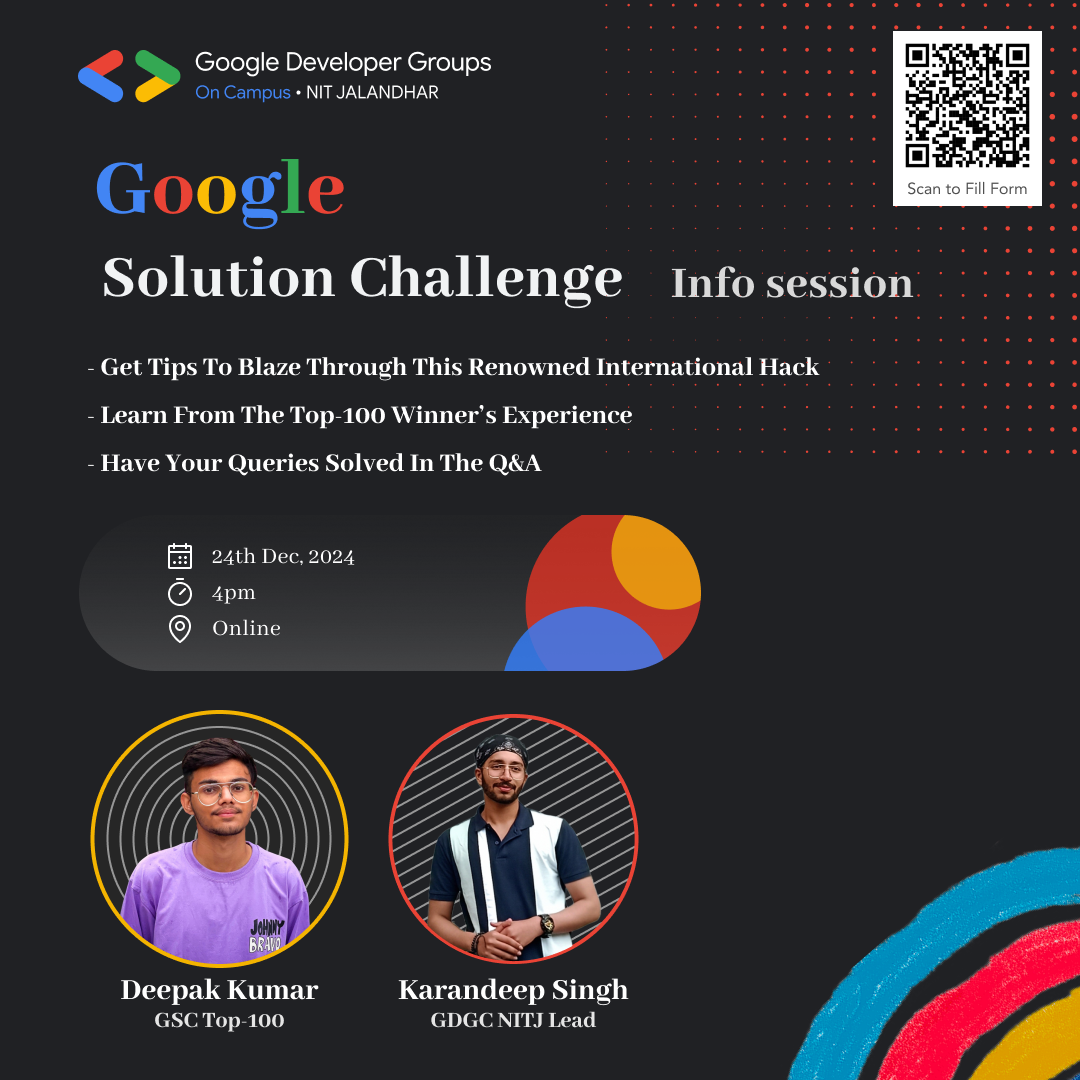 Google Developer Groups
On Campus • NIT JALANDHAR
Scan to Fill Form
Google
Solution Challenge Info session
- Get Tips To Blaze Through This Renowned International Hack
- Learn From The Top-100 Winner's Experience
- Have Your Queries Solved In The Q&A
24th Dec, 2024
4pm
Online
JOHNNY
BRAVO
Deepak Kumar
GSC Top-100
Karandeep Singh
GDGC NITJ Lead